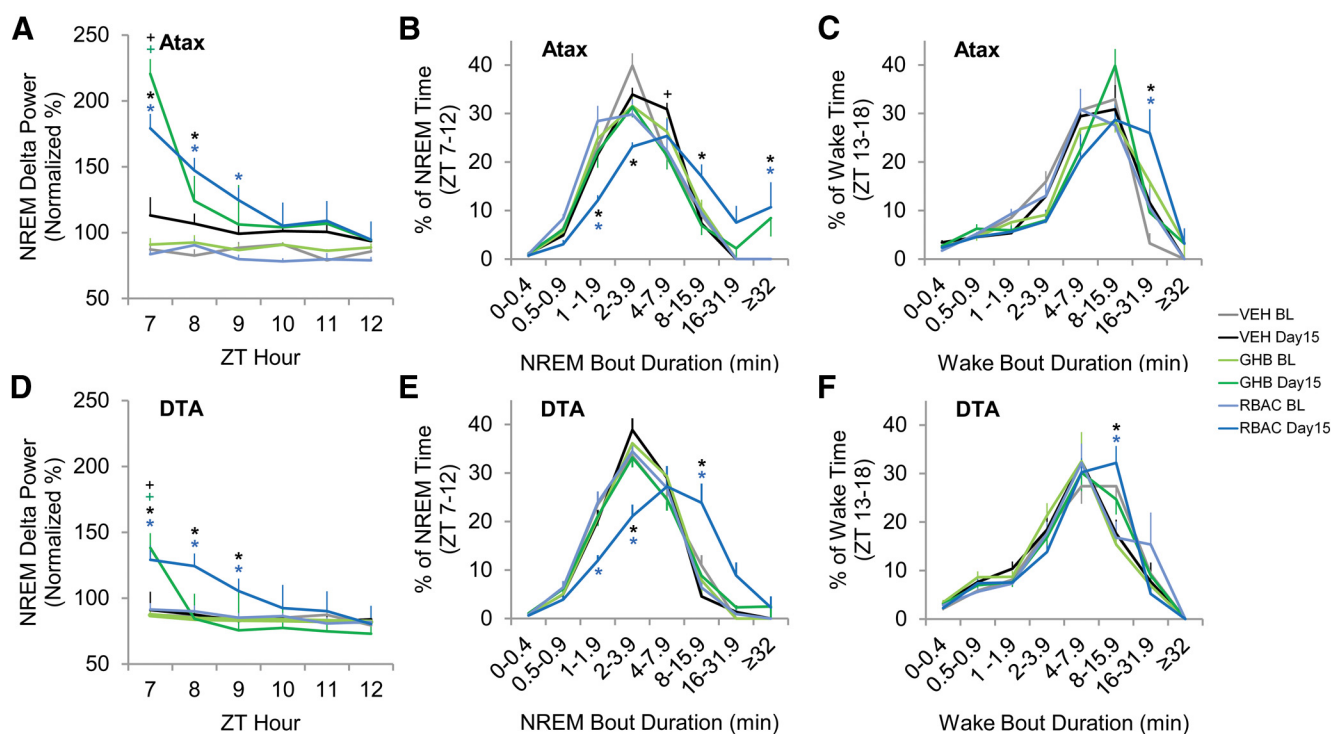 A
Atax
NREM Delta Power
(Normalized %)
250
200
150
100
50
+
+
*
*
*
*
*
7 8 9 10 11 12
ZT Hour
B
Atax
% of NREM Time
(ZT 7-12)
40
30
20
10
0
+
*
*
*
*
*
*
0-0.4 0.5-0.9 1-1.9 2-3.9 4-7.9 8-15.9 16-31.9 ≥32
NREM Bout Duration (min)
C
Atax
% of Wake Time
(ZT 13-18)
40
30
20
10
0
*
*
0-0.4 0.5-0.9 1-1.9 2-3.9 4-7.9 8-15.9 16-31.9 ≥32
Wake Bout Duration (min)
VEH BL
VEH Day15
GHB BL
GHB Day15
RBAC BL
RBAC Day15
D
DTA
NREM Delta Power
(Normalized %)
250
200
150
100
50
+
+
*
*
*
*
*
*
7 8 9 10 11 12
ZT Hour
E
DTA
% of NREM Time
(ZT 7-12)
40
30
20
10
0
*
*
*
*
*
0-0.4 0.5-0.9 1-1.9 2-3.9 4-7.9 8-15.9 16-31.9 ≥32
NREM Bout Duration (min)
F
DTA
% of Wake Time
(ZT 13-18)
40
30
20
10
0
*
*
0-0.4 0.5-0.9 1-1.9 2-3.9 4-7.9 8-15.9 16-31.9 ≥32
Wake Bout Duration (min)